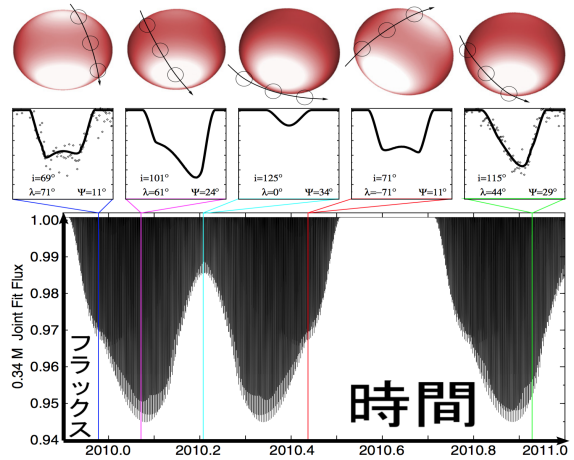 i=69° λ=71° Ψ=11°
i=101° λ=61° Ψ=24°
i=125° λ=0° Ψ=34°
i=71° λ=-71° Ψ=11°
i=115° λ=44° Ψ=29°
1.00
0.99
0.98
0.97
0.96
0.95
0.94
0.34 M Joint Fit Flux
フラックス
時間
2010.0 2010.2 2010.4 2010.6 2010.8 2011.0